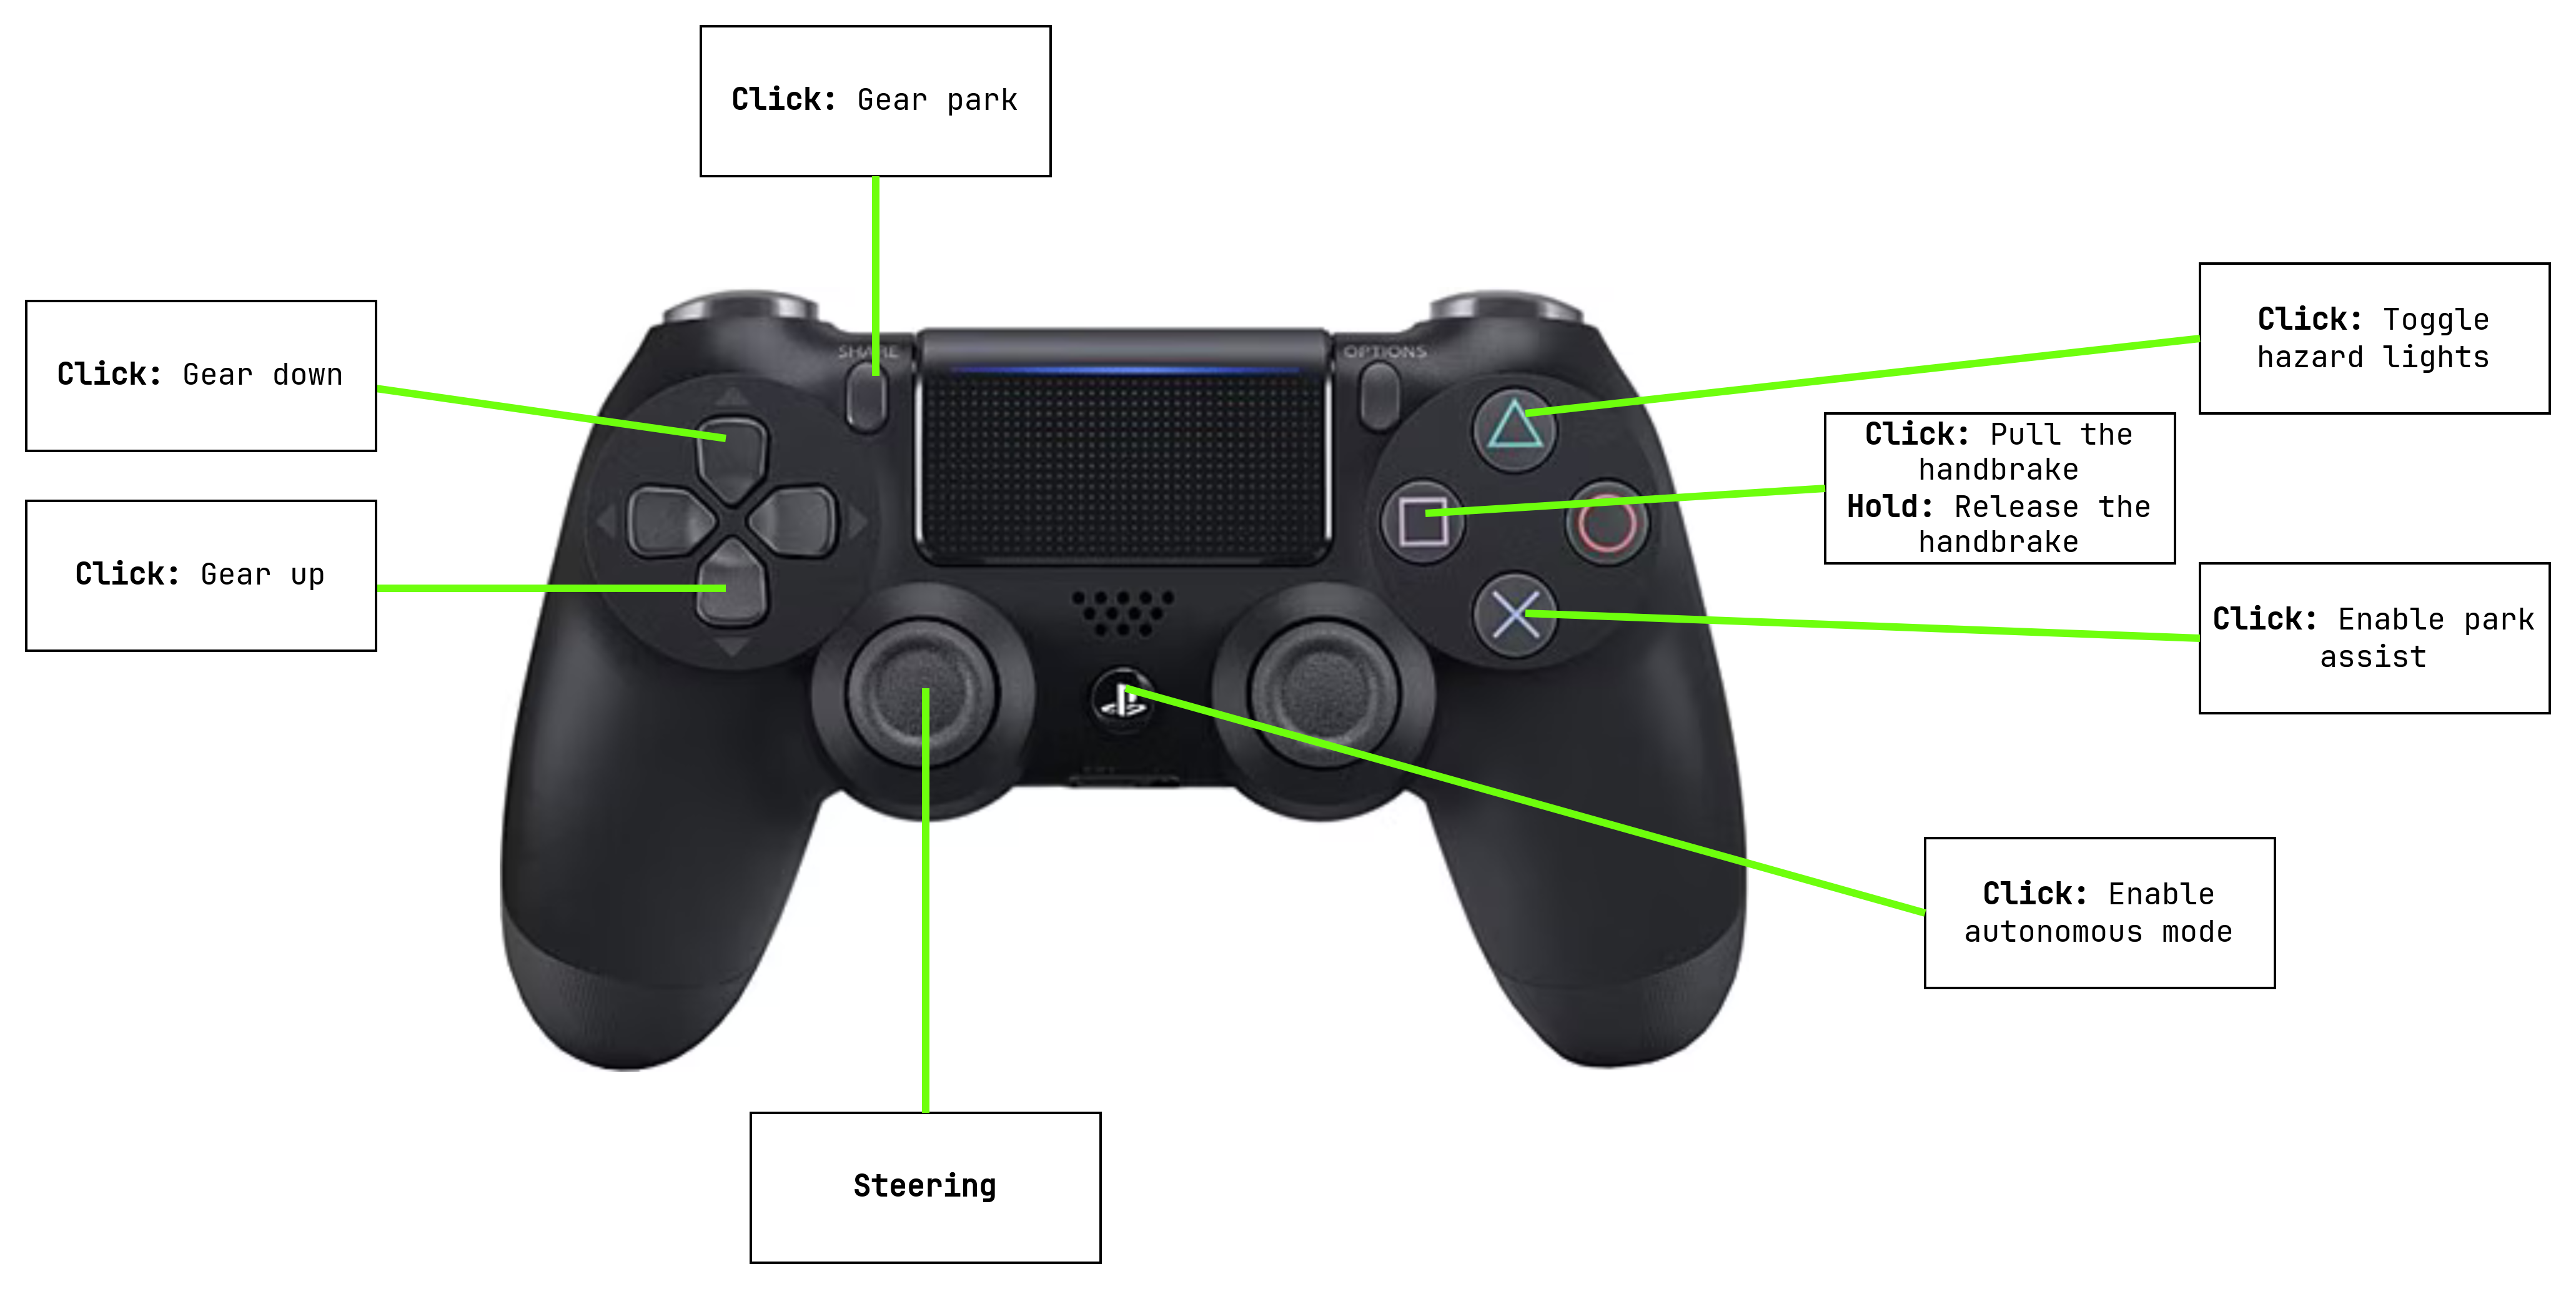 Click: Gear park
Click: Gear down
Click: Gear up
SHARE
OPTIONS
Click: Toggle
hazard lights
Click: Pull the
handbrake
Hold: Release the
handbrake
Click: Enable park
assist
Click: Enable
autonomous mode
Steering